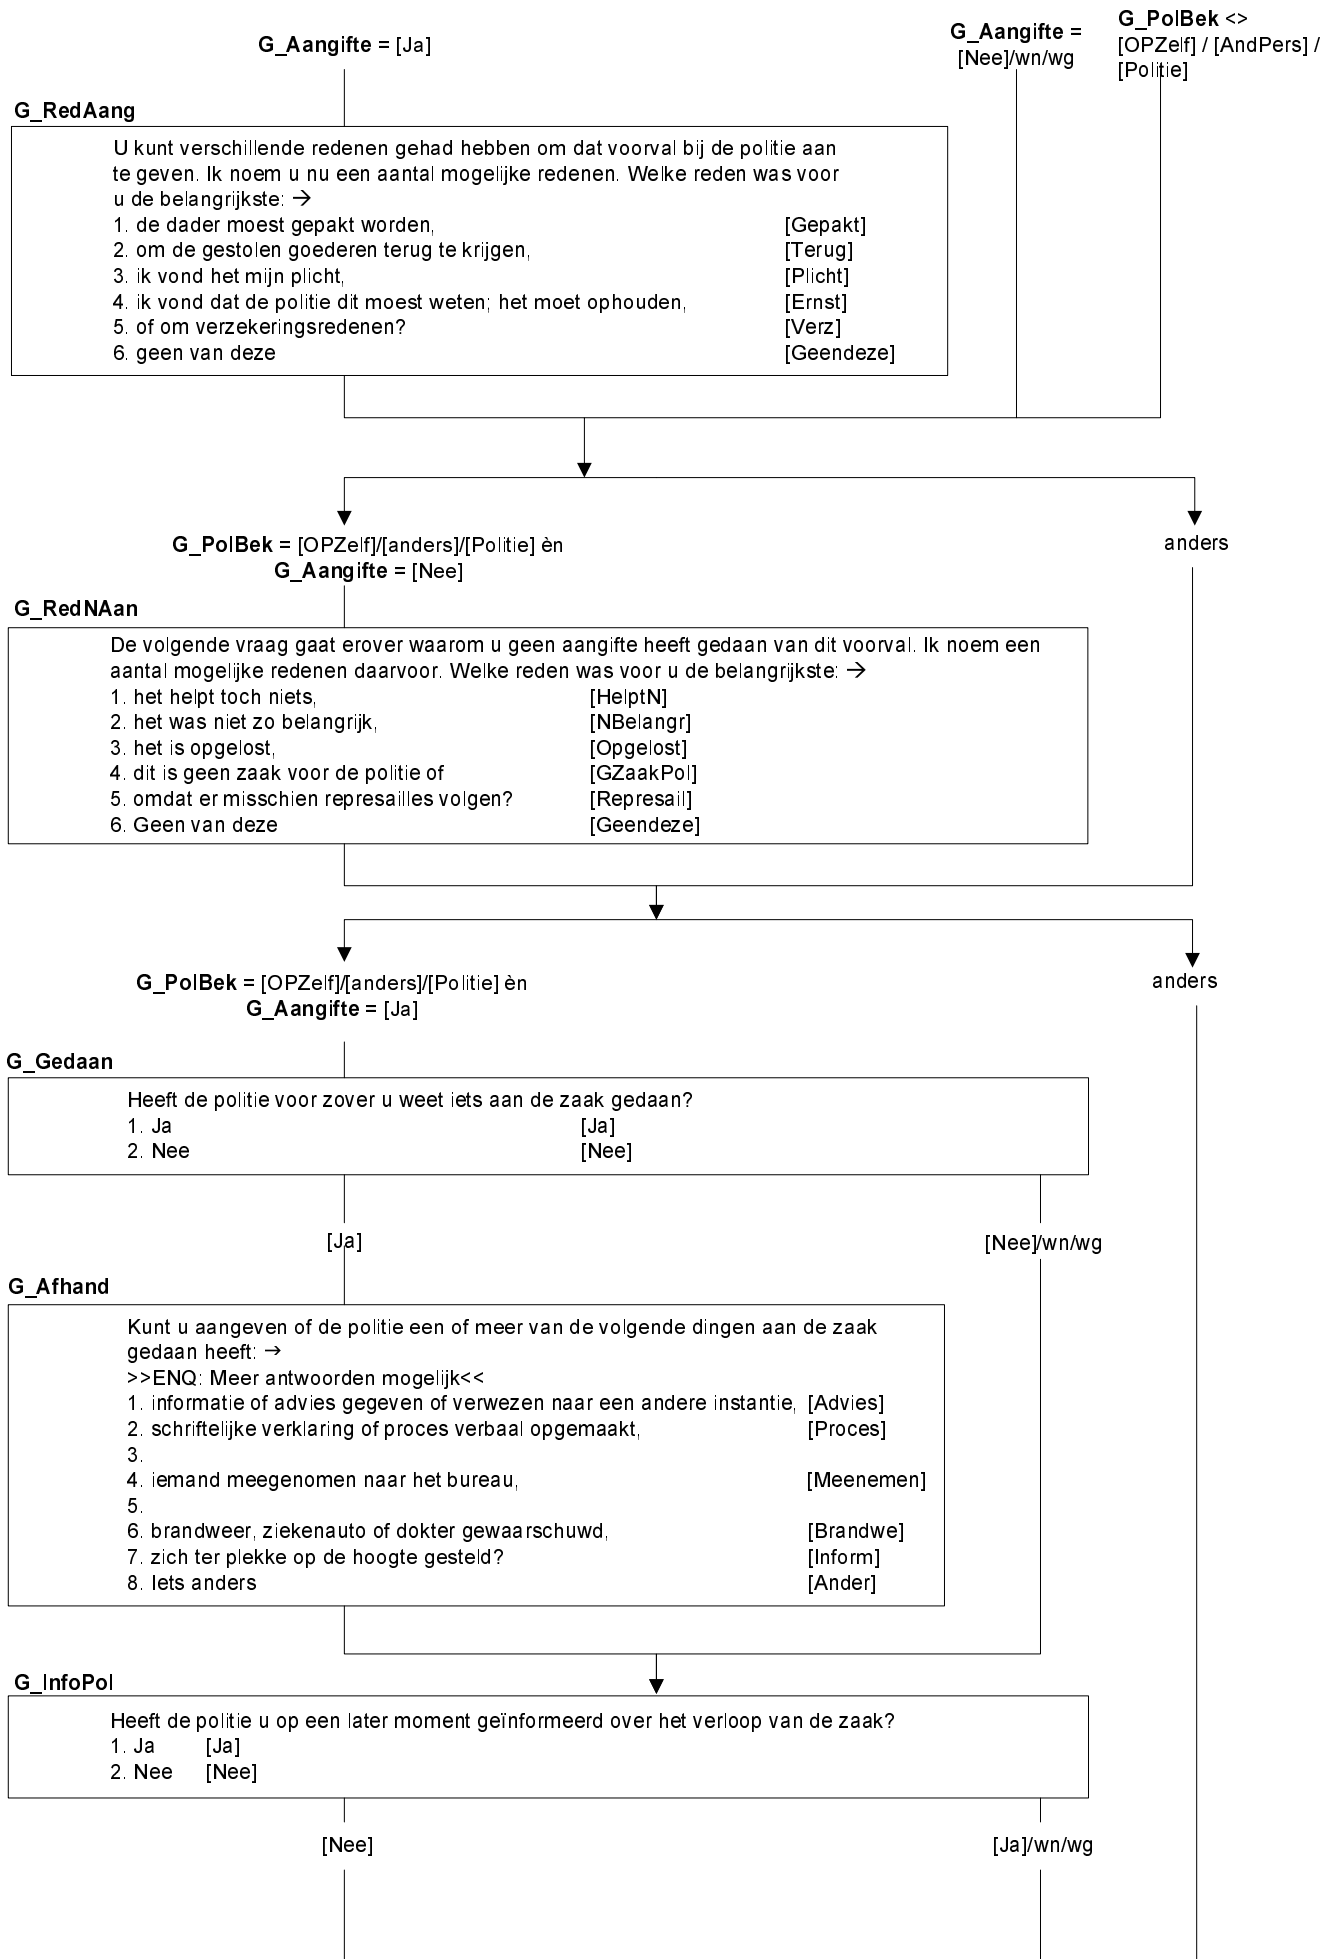 G_Aangifte = [Ja]
G_Aangifte =
[Nee]/wn/wg
G_PolBek <>
[OPZelf] / [AndPers] /
[Politie]
G_RedAang
U kunt verschillende redenen gehad hebben om dat voorval bij de politie aan
te geven. Ik noem u nu een aantal mogelijke redenen. Welke reden was voor
u de belangrijkste: →
1. de dader moest gepakt worden, [Gepakt]
2. om de gestolen goederen terug te krijgen, [Terug]
3. ik vond het mijn plicht, [Plicht]
4. ik vond dat de politie dit moest weten; het moet ophouden, [Ernst]
5. of om verzekeringsredenen? [Verz]
6. geen van deze [Geendeze]
G_PolBek = [OPZelf]/[anders]/[Politie] èn
G_Aangifte = [Nee]
anders
G_RedNAan
De volgende vraag gaat erover waarom u geen aangifte heeft gedaan van dit voorval. Ik noem een
aantal mogelijke redenen daarvoor. Welke reden was voor u de belangrijkste: →
1. het helpt toch niets, [HelptN]
2. het was niet zo belangrijk, [NBelangr]
3. het is opgelost, [Opgelost]
4. dit is geen zaak voor de politie of [GZaakPol]
5. omdat er misschien represailles volgen? [Represail]
6. Geen van deze [Geendeze]
G_PolBek = [OPZelf]/[anders]/[Politie] èn
G_Aangifte = [Ja]
anders
G_Gedaan
Heeft de politie voor zover u weet iets aan de zaak gedaan?
1. Ja [Ja]
2. Nee [Nee]
[Ja]
[Nee]/wn/wg
G_Afhand
Kunt u aangeven of de politie een of meer van de volgende dingen aan de zaak
gedaan heeft: →
>>ENQ: Meer antwoorden mogelijk<<
1. informatie of advies gegeven of verwezen naar een andere instantie, [Advies]
2. schriftelijke verklaring of proces verbaal opgemaakt, [Proces]
3.
4. iemand meegenomen naar het bureau, [Meenemen]
5.
6. brandweer, ziekenauto of dokter gewaarschuwd, [Brandwe]
7. zich ter plekke op de hoogte gesteld? [Inform]
8. Iets anders [Ander]
G_InfoPol
Heeft de politie u op een later moment geïnformeerd over het verloop van de zaak?
1. Ja [Ja]
2. Nee [Nee]
[Nee]
[Ja]/wn/wg